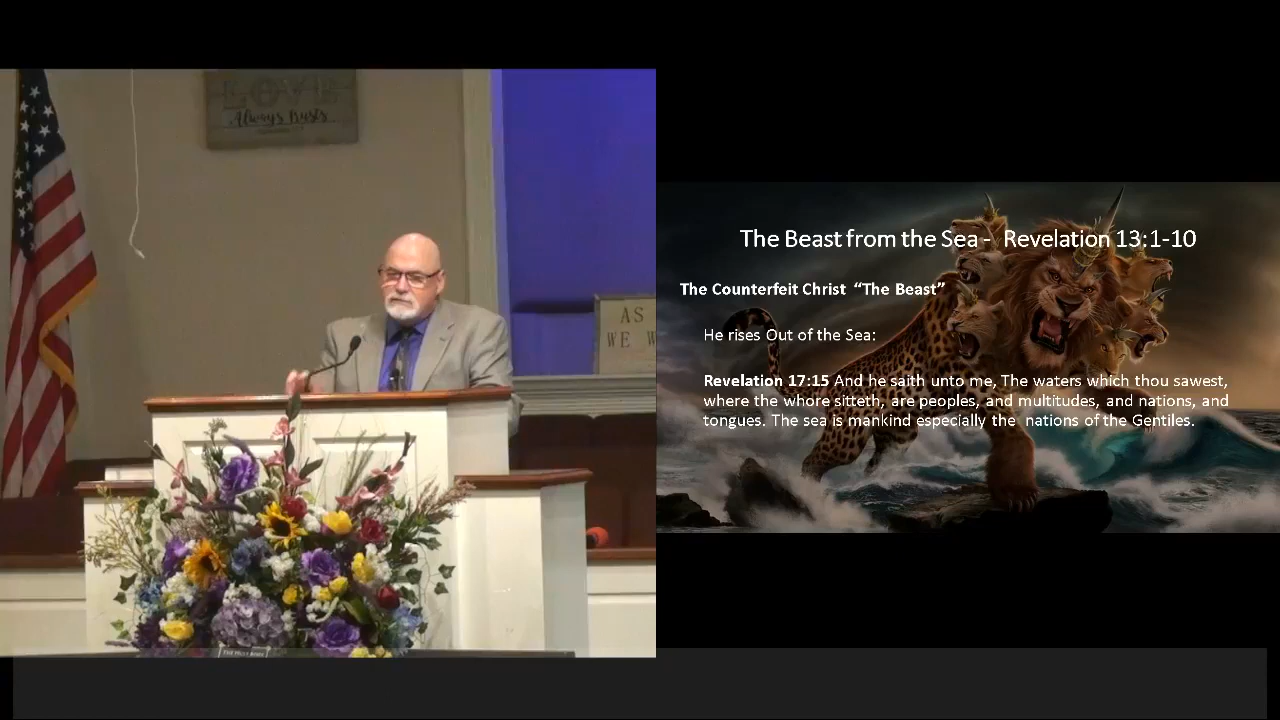 LOVE
Always Trusts
AS
WE W
The Beast from the Sea - Revelation 13:1-10
The Counterfeit Christ “The Beast”
He rises Out of the Sea:
Revelation 17:15 And he saith unto me, The waters which thou sawest,
where the whore sitteth, are peoples, and multitudes, and nations, and
tongues. The sea is mankind especially the nations of the Gentiles.
THE HOLY BIBLE